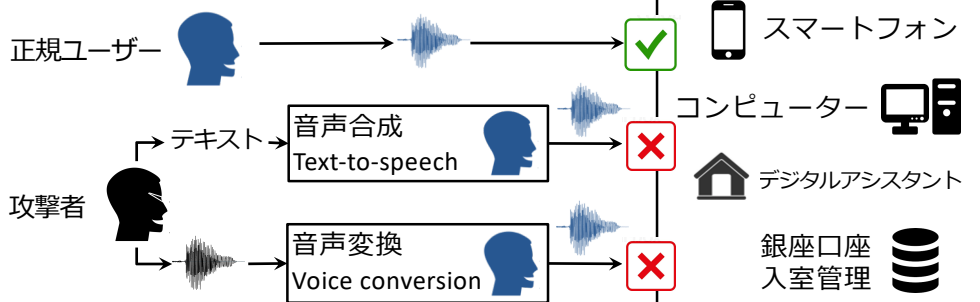 正規ユーザー
スマートフォン
コンピューター
テキスト
音声合成
Text-to-speech
デジタルアシスタント
攻撃者
音声変換
Voice conversion
銀座口座
入室管理